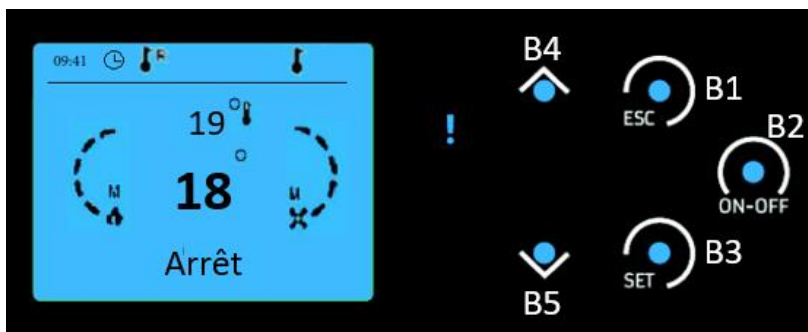 09:41 R
19°
M 18° M
Arrêt
!
B4
B1
ESC
B2
ON-OFF
B3
SET
B5